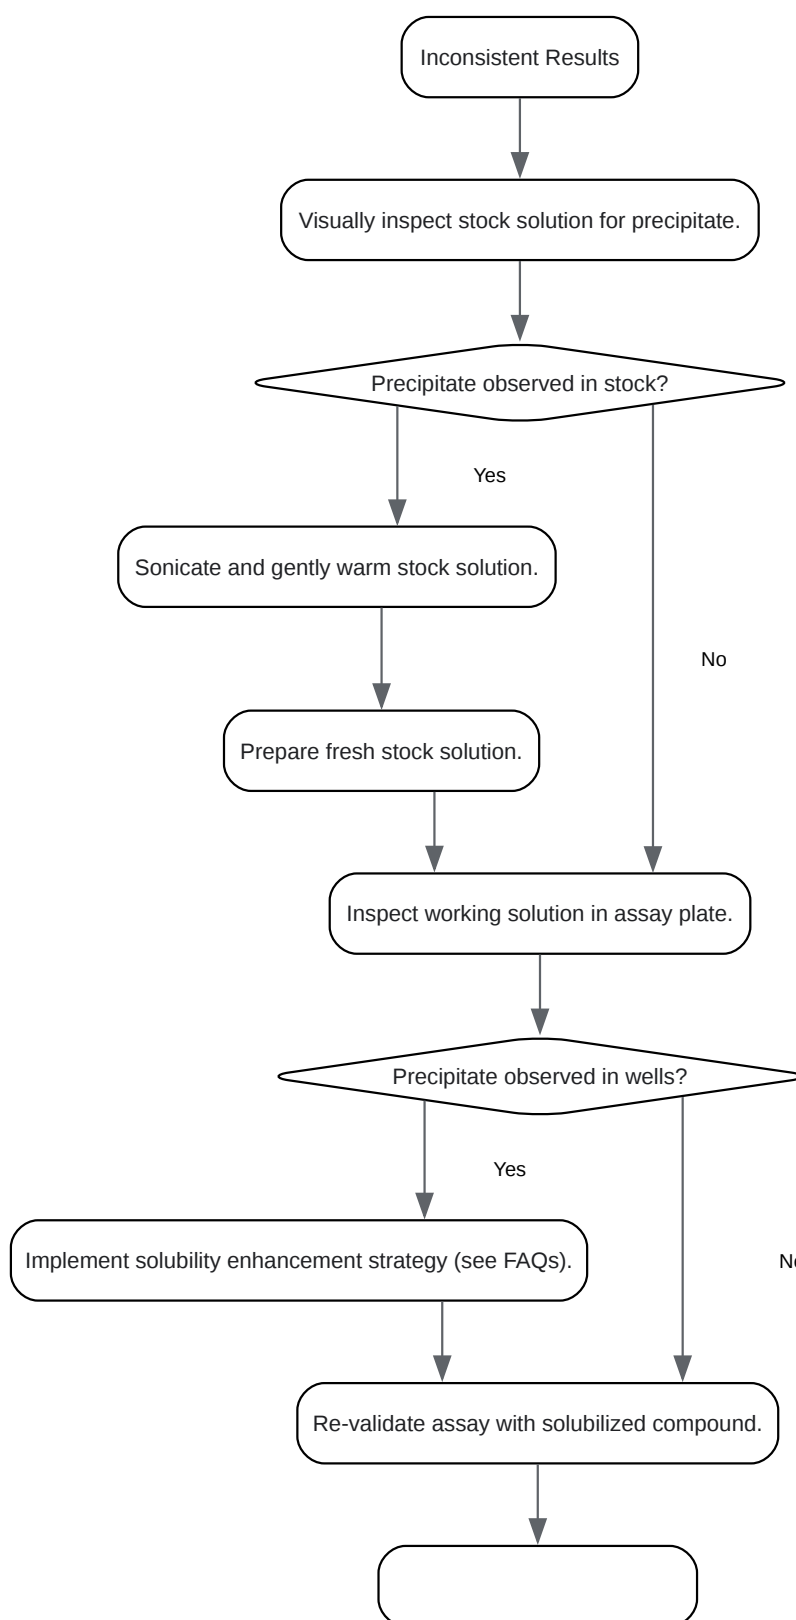 Inconsistent Results
Visually inspect stock solution for precipitate.
Precipitate observed in stock?
Yes
Sonicate and gently warm stock solution.
No
Prepare fresh stock solution.
Inspect working solution in assay plate.
Precipitate observed in wells?
Yes
Implement solubility enhancement strategy (see FAQs).
Re-validate assay with solubilized compound.